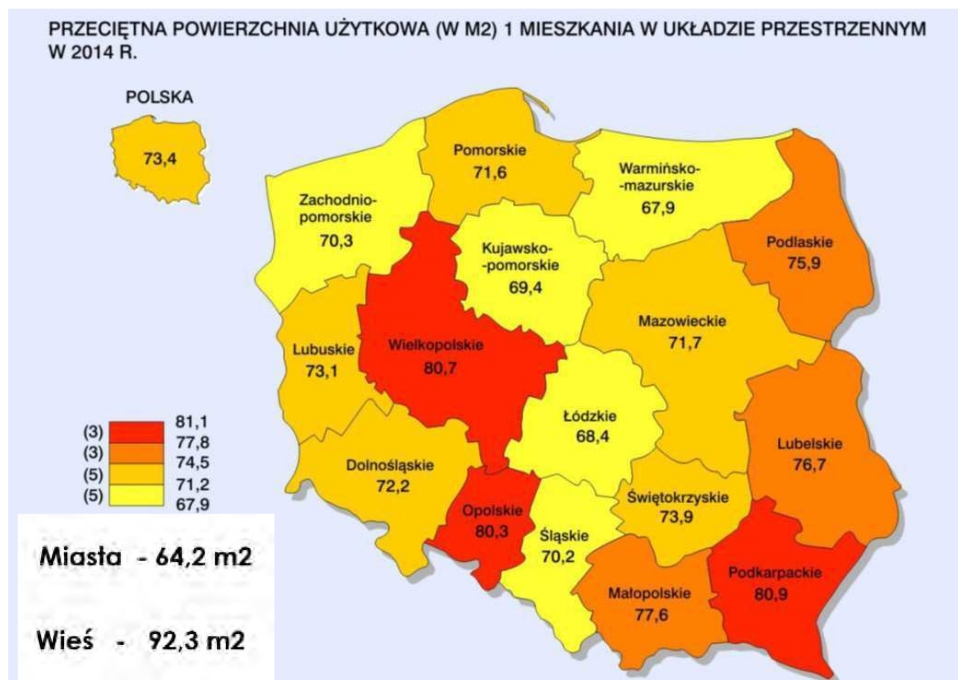 PRZECIĘTNA POWIERZCHNIA UŻYTKOWA (W M2) 1 MIESZKANIA W UKŁADZIE PRZESTRZENNYM
W 2014 R.
POLSKA
73,4
Pomorskie
71,6
Warmińsko-
-mazurskie
67,9
Zachodnio-
pomorskie
70,3
Podlaskie
75,9
Kujawsko-
-pomorskie
69,4
Mazowieckie
71,7
Lubuskie
73,1
Wielkopolskie
80,7
Łódzkie
68,4
Lubelskie
76,7
Dolnośląskie
72,2
Opolskie
80,3
Śląskie
70,2
Świętokrzyskie
73,9
Małopolskie
77,6
Podkarpackie
80,9
81,1
(3)
77,8
(3)
74,5
(5)
71,2
(5)
67,9
Miasta - 64,2 m2
Wieś - 92,3 m2